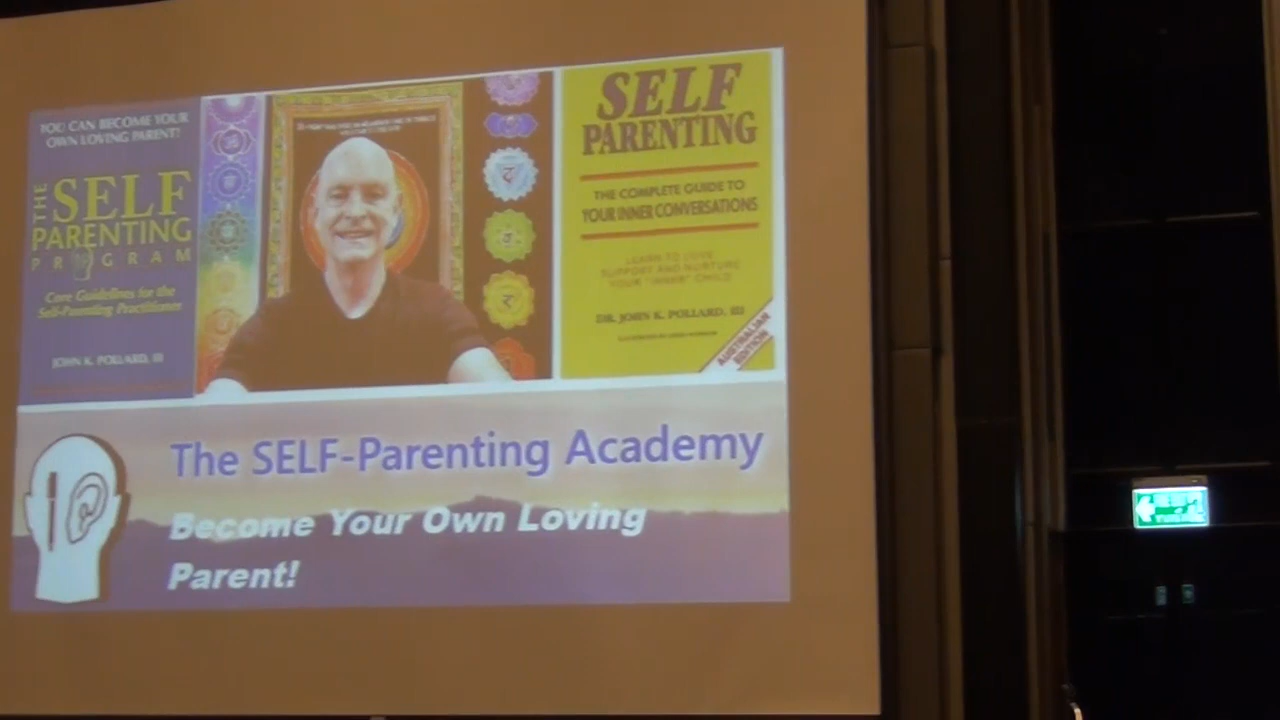 YOU CAN BECOME YOUR
OWN LOVING PARENT!
THE
SELF
PARENTING
PROGRAM
Core Guidelines for the
Self-Parenting Practitioner
JOHN K. POLLARD, III
SELF
PARENTING
THE COMPLETE GUIDE TO
YOUR INNER CONVERSATIONS
LEARN TO LOVE
SUPPORT AND NURTURE
YOUR "INNER" CHILD
DR. JOHN K. POLLARD, III
AUSTRALIAN
EDITION
The SELF-Parenting Academy
Become Your Own Loving
Parent!